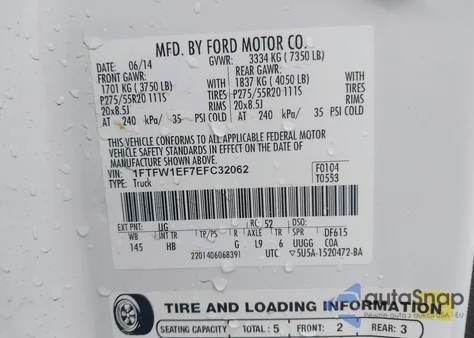 MFD. BY FORD MOTOR CO.
DATE: 06/14 GVWR: 3334 KG (7350 LB)
FRONT GAWR: REAR GAWR:
1701 KG (3750 LB) WITH 1837 KG (4050 LB) WITH
P275/55R20 111S TIRES P275/55R20 111S TIRES
20x8.5J RIMS 20x8.5J RIMS
AT 240 kPa/ 35 PSI COLD AT 240 kPa/ 35 PSI COLD
THIS VEHICLE CONFORMS TO ALL APPLICABLE FEDERAL MOTOR
VEHICLE SAFETY STANDARDS IN EFFECT ON THE DATE OF
MANUFACTURE SHOWN ABOVE.
VIN: 1FTFW1EF7EFC32062 F0104
TYPE: Truck T0553
EXT PNT: UG RC: 52 DSO:
WB INT TR TP/PS R AXLE TR SPR DF615
145 HB G L9 6 UUGG COA
2201406068391 UTC ▽5U5A-1520472-BA
TIRE AND LOADING INFORMATION
SEATING CAPACITY TOTAL: 5 FRONT: 2 REAR: 3
autoSnap